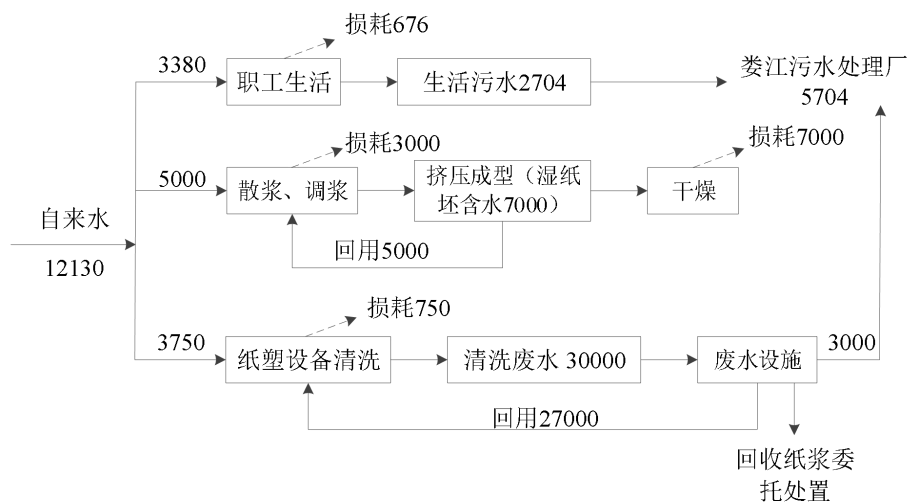 损耗676
3380
职工生活
生活污水2704
娄江污水处理厂
5704
损耗3000
损耗7000
5000
散浆、调浆
挤压成型（湿纸
坯含水7000）
干燥
自来水
12130
回用5000
损耗750
3750
纸塑设备清洗
清洗废水 30000
废水设施
3000
回用27000
回收纸浆委
托处置